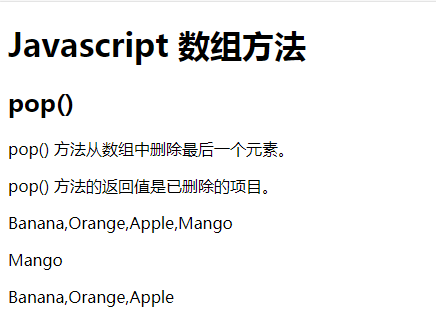 Javascript 数组方法
pop()
pop() 方法从数组中删除最后一个元素。
pop() 方法的返回值是已删除的项目。
Banana,Orange,Apple,Mango
Mango
Banana,Orange,Apple